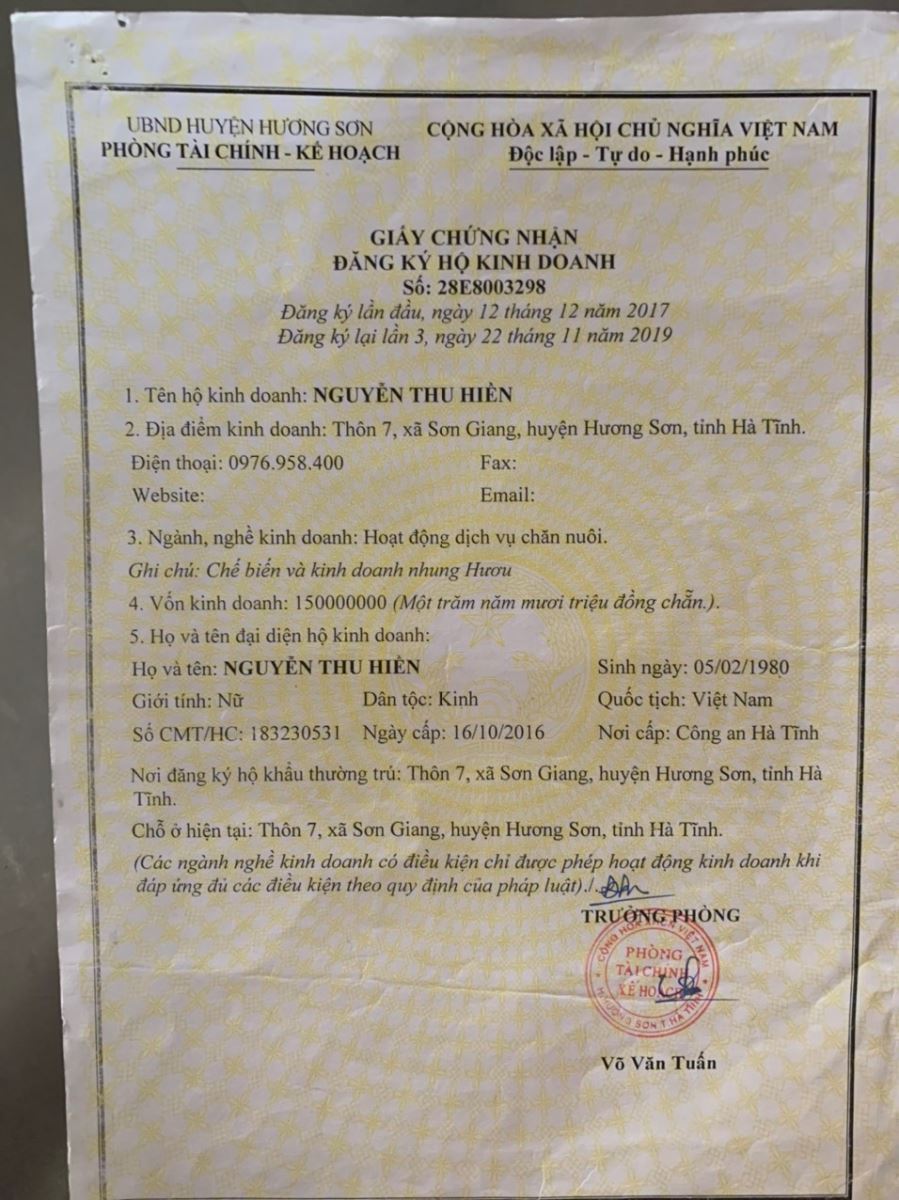 UBND HUYỆN HƯƠNG SƠN
PHÒNG TÀI CHÍNH - KẾ HOẠCH
CỘNG HÒA XÃ HỘI CHỦ NGHĨA VIỆT NAM
Độc lập - Tự do - Hạnh phúc
GIẤY CHỨNG NHẬN
ĐĂNG KÝ HỘ KINH DOANH
Số: 28E8003298
Đăng ký lần đầu, ngày 12 tháng 12 năm 2017
Đăng ký lại lần 3, ngày 22 tháng 11 năm 2019
1. Tên hộ kinh doanh: NGUYỄN THU HIỀN
2. Địa điểm kinh doanh: Thôn 7, xã Sơn Giang, huyện Hương Sơn, tỉnh Hà Tĩnh.
Điện thoại: 0976.958.400 Fax:
Website: Email:
3. Ngành, nghề kinh doanh: Hoạt động dịch vụ chăn nuôi.
Ghi chú: Chế biến và kinh doanh nhung Hươu
4. Vốn kinh doanh: 150000000 (Một trăm năm mươi triệu đồng chẵn.).
5. Họ và tên đại diện hộ kinh doanh:
Họ và tên: NGUYỄN THU HIỀN Sinh ngày: 05/02/1980
Giới tính: Nữ Dân tộc: Kinh Quốc tịch: Việt Nam
Số CMT/HC: 183230531 Ngày cấp: 16/10/2016 Nơi cấp: Công an Hà Tĩnh
Nơi đăng ký hộ khẩu thường trú: Thôn 7, xã Sơn Giang, huyện Hương Sơn, tỉnh Hà
Tĩnh.
Chỗ ở hiện tại: Thôn 7, xã Sơn Giang, huyện Hương Sơn, tỉnh Hà Tĩnh.
(Các ngành nghề kinh doanh có điều kiện chỉ được phép hoạt động kinh doanh khi
đáp ứng đủ các điều kiện theo quy định của pháp luật)./.
TRƯỞNG PHÒNG
PHÒNG
TÀI CHÍNH
KẾ HOẠCH
Võ Văn Tuấn